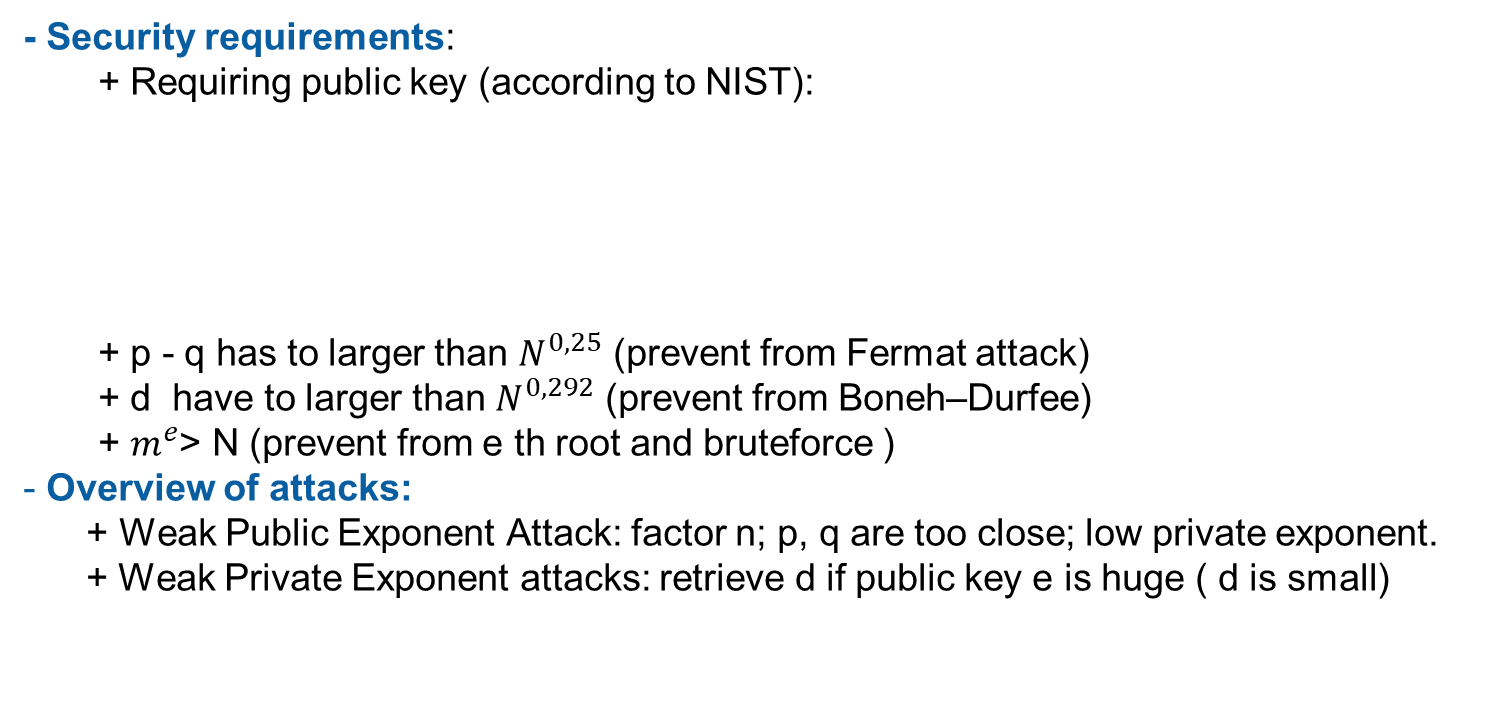 - Security requirements:
+ Requiring public key (according to NIST):
+ p - q has to larger than N^0,25 (prevent from Fermat attack)
+ d have to larger than N^0,292 (prevent from Boneh–Durfee)
+ m^e> N (prevent from e th root and bruteforce )
- Overview of attacks:
+ Weak Public Exponent Attack: factor n; p, q are too close; low private exponent.
+ Weak Private Exponent attacks: retrieve d if public key e is huge ( d is small)